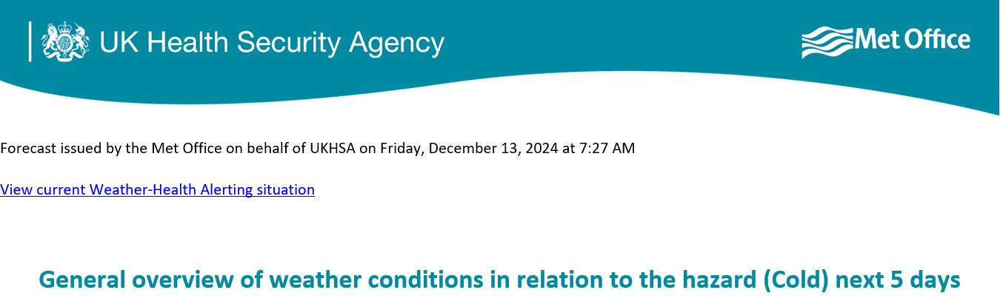 UK Health Security Agency
Met Office
Forecast issued by the Met Office on behalf of UKHSA on Friday, December 13, 2024 at 7:27 AM
View current Weather-Health Alerting situation
General overview of weather conditions in relation to the hazard (Cold) next 5 days